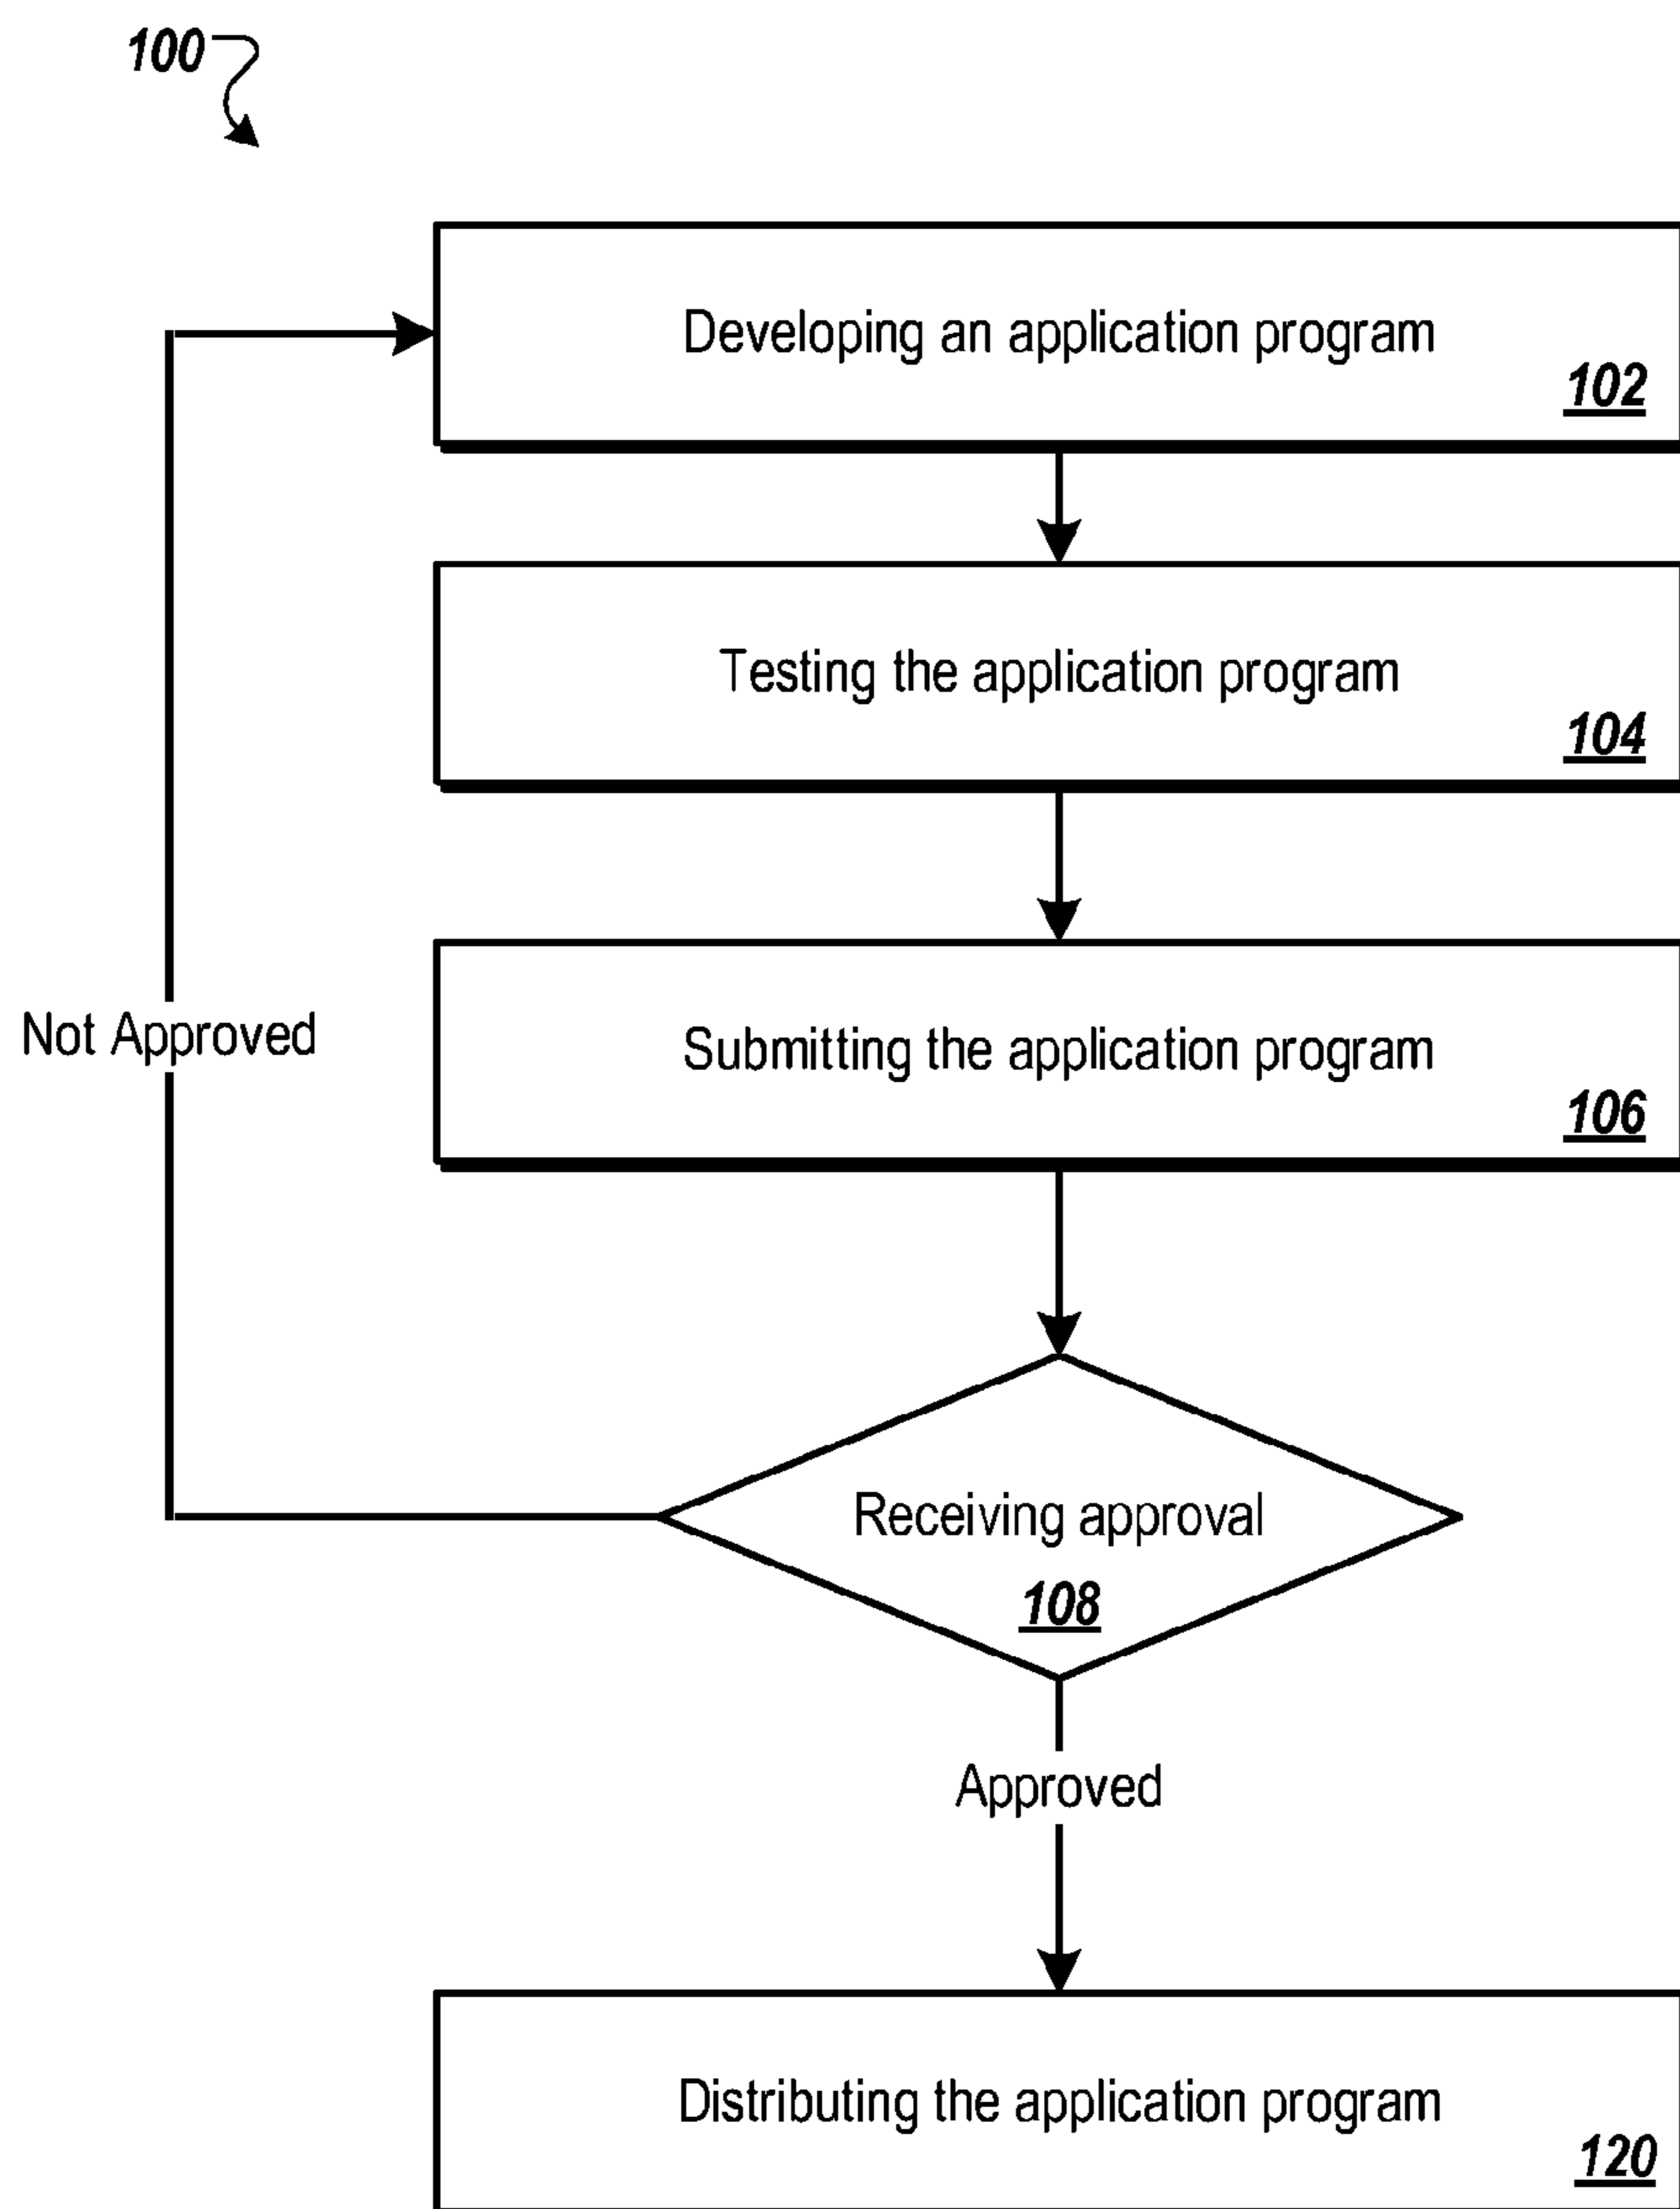 100
Developing an application program
102
Testing the application program
104
Submitting the application program
106
Not Approved
Receiving approval
108
Approved
Distributing the application program
120